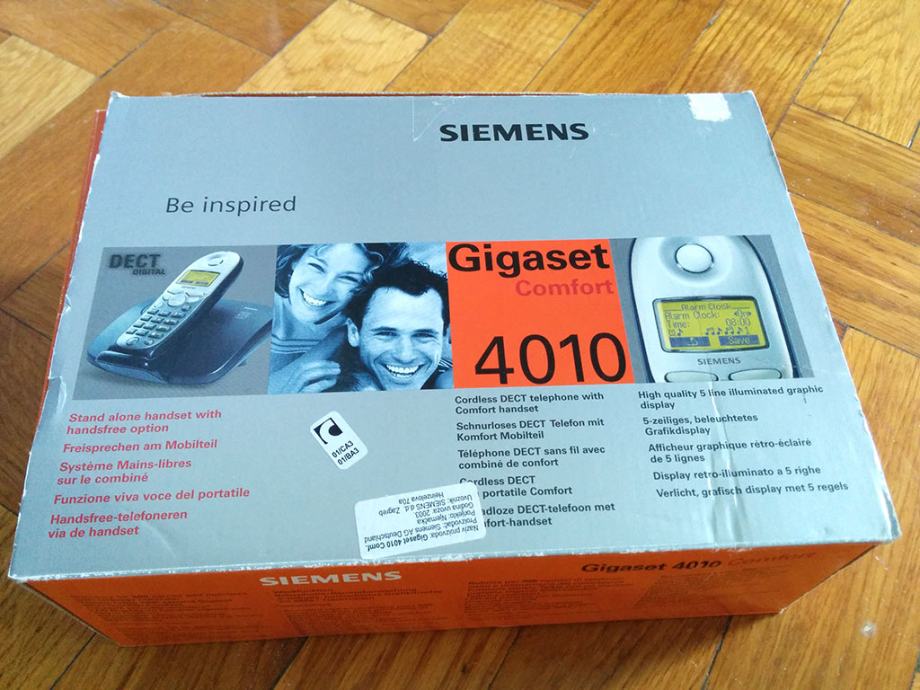 SIEMENS
Be inspired
DECT
DIGITAL
Gigaset
Comfort
4010
Alarm Clock
Alarm Clock:
Time: 08:00
Save
SIEMENS
Stand alone handset with
handsfree option
Freisprechen am Mobilteil
Système Mains-libres
sur le combiné
Funzione viva voce del portatile
Handsfree-telefoneren
via de handset
01/CA3
01/BA3
Cordless DECT telephone with
Comfort handset
Schnurloses DECT Telefon mit
Komfort Mobilteil
Téléphone DECT sans fil avec
combiné de confort
Cordless DECT
portatile Comfort
DECT-telefoon met
High quality 5 line illuminated graphic
display
5-zeiliges, beleuchtetes
Grafikdisplay
Afficheur graphique rétro-éclairé
de 5 lignes
Display retro-illuminato a 5 righe
Verlicht, grafisch display met 5 regels
Naziv proizvoda: Gigaset 4010 Comf.
Proizvođač: Siemens AG Deutschland
Porijeklo: Njemačka
Godina uvoza: 2003.
Uvoznik: SIEMENS d.d. Zagreb
Heinzelova 70a
SIEMENS
Gigaset 4010 Comfort